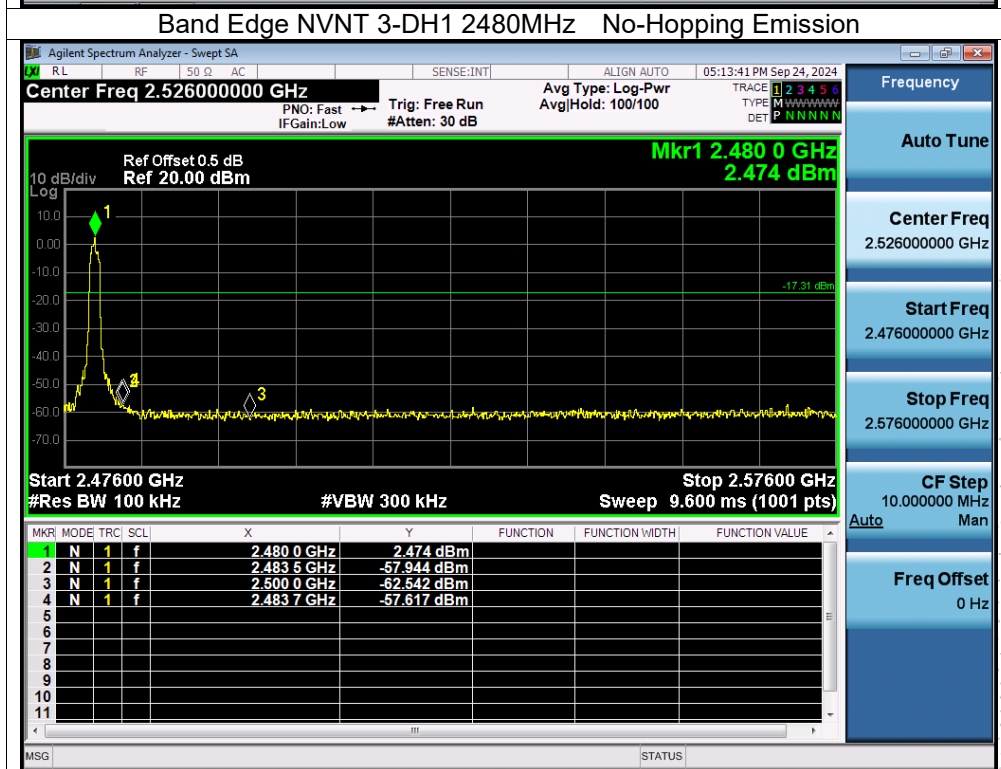 Band Edge NVNT 3-DH1 2480MHz No-Hopping Emission
Agilent Spectrum Analyzer - Swept SA
LXI RL RF 50 Ω AC SENSE:INT ALIGN AUTO 05:13:41 PM Sep 24, 2024
Center Freq 2.526000000 GHz
PNO: Fast
IFGain:Low
Trig: Free Run
#Atten: 30 dB
Avg Type: Log-Pwr
Avg|Hold: 100/100
TRACE 1 2 3 4 5 6
TYPE M WWWWW
DET P N N N N N
Frequency
Auto Tune
Center Freq
2.526000000 GHz
Start Freq
2.476000000 GHz
Stop Freq
2.576000000 GHz
CF Step
10.000000 MHz
Auto Man
Freq Offset
0 Hz
Mkr1 2.480 0 GHz
2.474 dBm
Ref Offset 0.5 dB
10 dB/div Ref 20.00 dBm
Log
10.0
0.00
-10.0
-20.0
-30.0
-40.0
-50.0
-60.0
-70.0
1
-17.31 dBm
3
Start 2.47600 GHz Stop 2.57600 GHz
#Res BW 100 kHz #VBW 300 kHz Sweep 9.600 ms (1001 pts)
MKR MODE TRC SCL X Y FUNCTION FUNCTION WIDTH FUNCTION VALUE
1 N 1 f 2.480 0 GHz 2.474 dBm
2 N 1 f 2.483 5 GHz -57.944 dBm
3 N 1 f 2.500 0 GHz -62.542 dBm
4 N 1 f 2.483 7 GHz -57.617 dBm
5
6
7
8
9
10
11
MSG STATUS